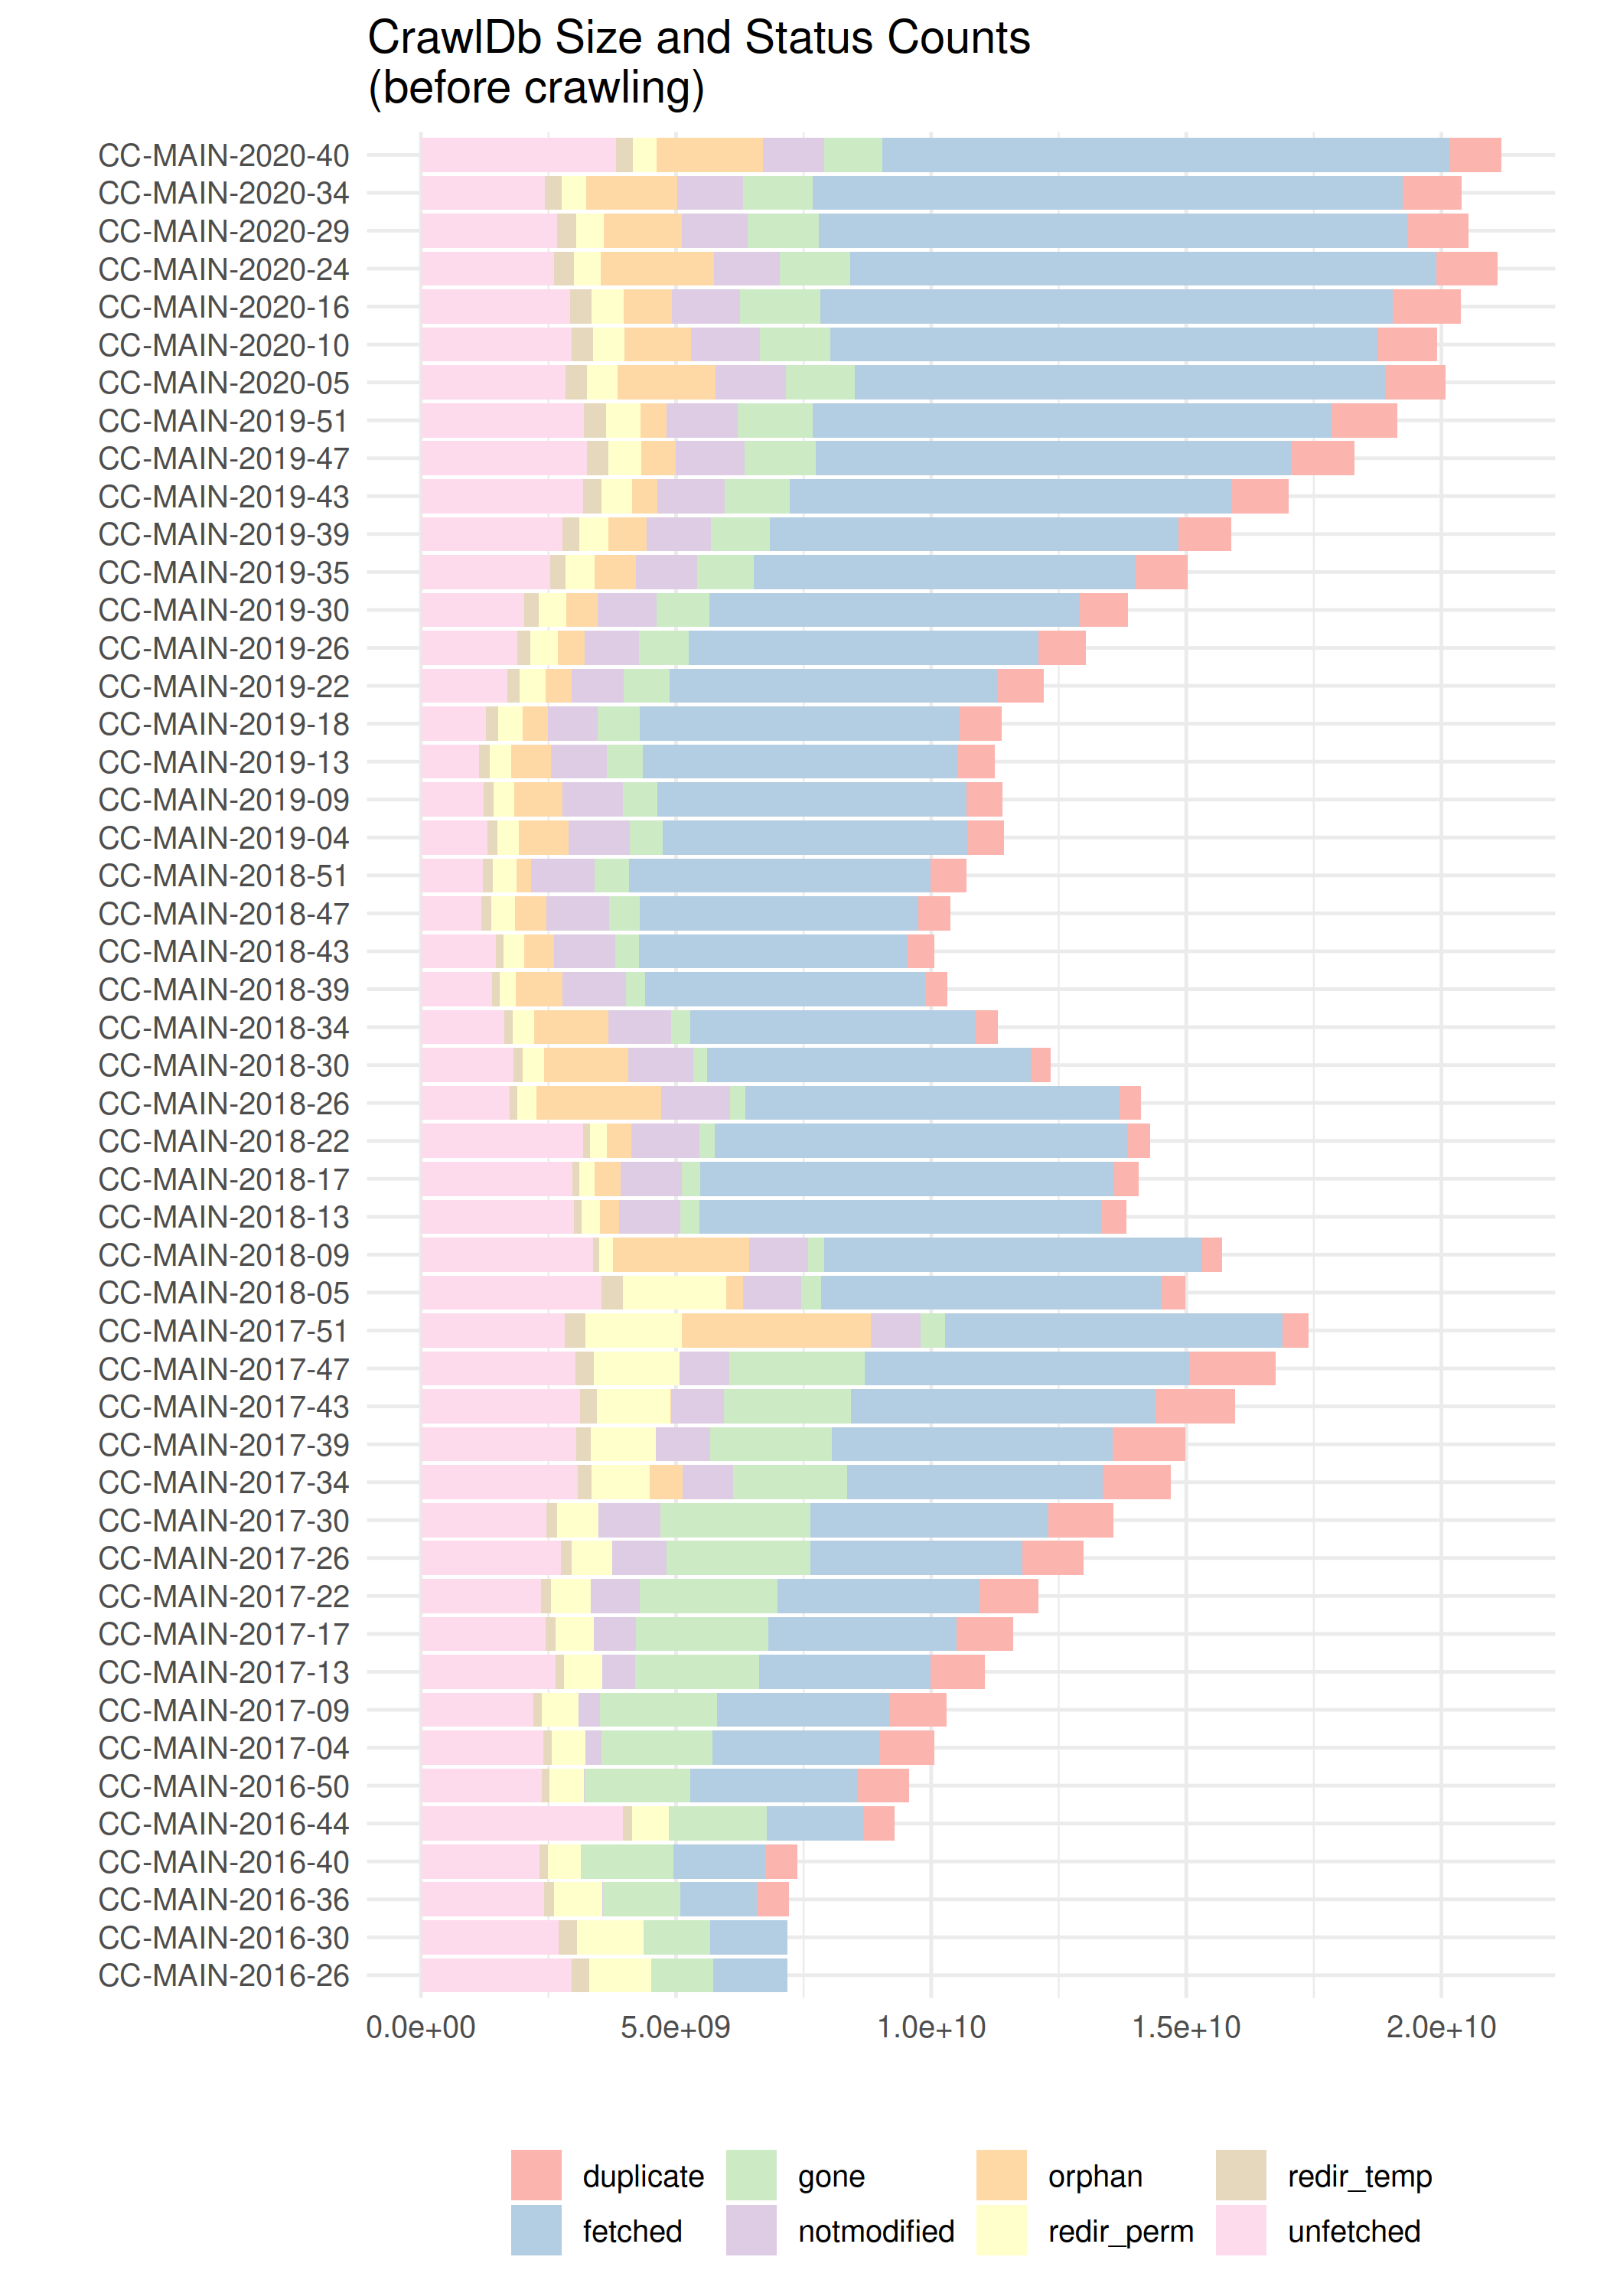 CrawlDb Size and Status Counts
(before crawling)
CC-MAIN-2020-40
CC-MAIN-2020-34
CC-MAIN-2020-29
CC-MAIN-2020-24
CC-MAIN-2020-16
CC-MAIN-2020-10
CC-MAIN-2020-05
CC-MAIN-2019-51
CC-MAIN-2019-47
CC-MAIN-2019-43
CC-MAIN-2019-39
CC-MAIN-2019-35
CC-MAIN-2019-30
CC-MAIN-2019-26
CC-MAIN-2019-22
CC-MAIN-2019-18
CC-MAIN-2019-13
CC-MAIN-2019-09
CC-MAIN-2019-04
CC-MAIN-2018-51
CC-MAIN-2018-47
CC-MAIN-2018-43
CC-MAIN-2018-39
CC-MAIN-2018-34
CC-MAIN-2018-30
CC-MAIN-2018-26
CC-MAIN-2018-22
CC-MAIN-2018-17
CC-MAIN-2018-13
CC-MAIN-2018-09
CC-MAIN-2018-05
CC-MAIN-2017-51
CC-MAIN-2017-47
CC-MAIN-2017-43
CC-MAIN-2017-39
CC-MAIN-2017-34
CC-MAIN-2017-30
CC-MAIN-2017-26
CC-MAIN-2017-22
CC-MAIN-2017-17
CC-MAIN-2017-13
CC-MAIN-2017-09
CC-MAIN-2017-04
CC-MAIN-2016-50
CC-MAIN-2016-44
CC-MAIN-2016-40
CC-MAIN-2016-36
CC-MAIN-2016-30
CC-MAIN-2016-26
0.0e+00 5.0e+09 1.0e+10 1.5e+10 2.0e+10
duplicate gone orphan redir_temp
fetched notmodified redir_perm unfetched